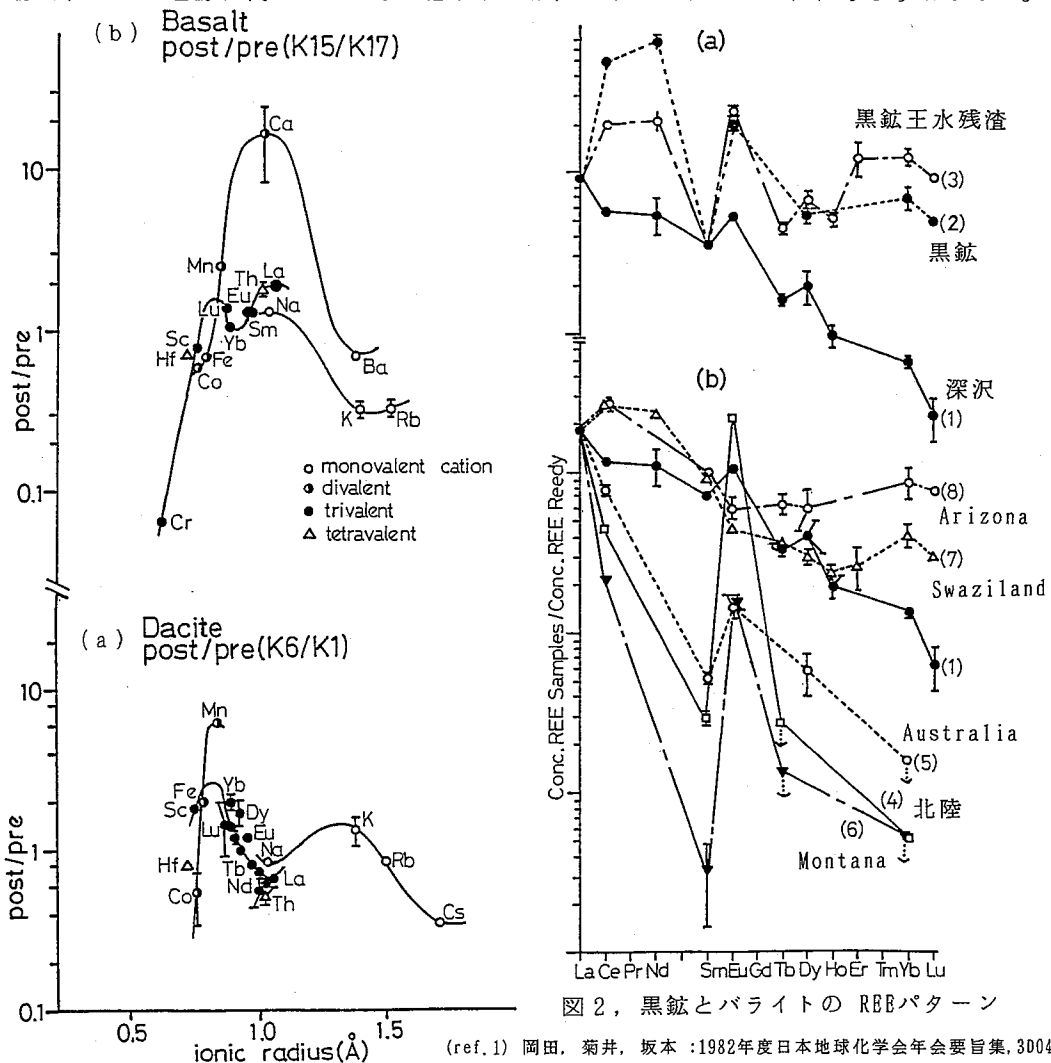 (b) Basalt
post/pre(K15/K17)
10
1
0.1
post/pre
Ca
Mn
Th
La
Lu
Eu
Na
Sc
Yb
Sm
Hf
Fe
Co
Ba
K
Rb
Cr
○ monovalent cation
◑ divalent
● trivalent
△ tetravalent
(a) Dacite
post/pre(K6/K1)
10
1
0.1
post/pre
Mn
Fe
Yb
Sc
Dy
Lu
Eu
K
Na
Hf
Tb
Rb
Nd
La
Co
Th
Cs
0.5
1.0
1.5
ionic radius(Å)
(a)
黒鉱王水残渣
(3)
(2)
黒鉱
深沢
(1)
(b)
(8)
Arizona
(7)
Swaziland
(1)
Australia
(5)
(4)
北陸
(6)
Montana
Conc.REE Samples/Conc.REE Reedy
La Ce Pr Nd Sm Eu Gd Tb Dy Ho Er Tm Yb Lu
図2, 黒鉱とバライトの REEパターン
(ref.1) 岡田, 菊井, 坂本 :1982年度日本地球化学会年会要旨集,3004